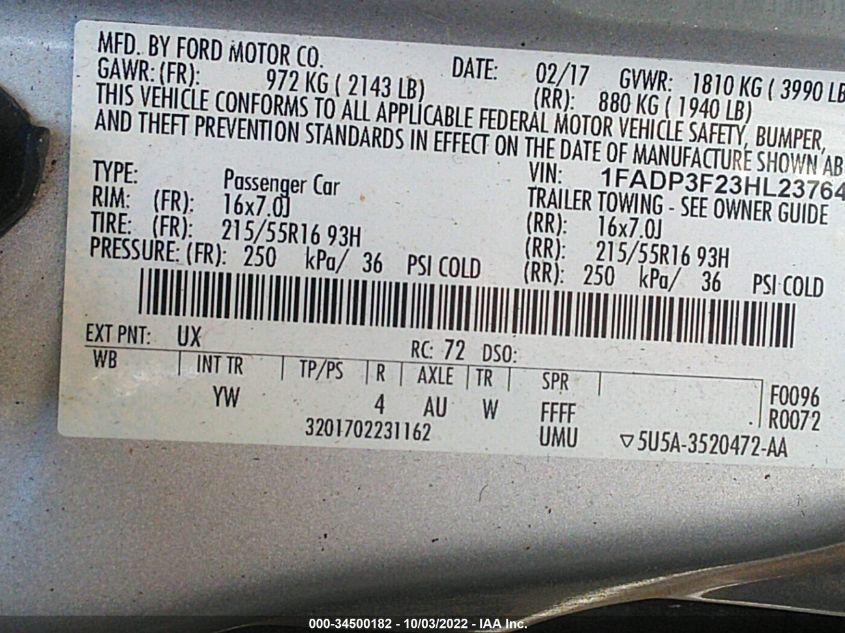 MFD. BY FORD MOTOR CO. DATE: 02/17 GVWR: 1810 KG ( 3990 LB
GAWR: (FR): 972 KG ( 2143 LB) (RR): 880 KG ( 1940 LB)
THIS VEHICLE CONFORMS TO ALL APPLICABLE FEDERAL MOTOR VEHICLE SAFETY, BUMPER,
AND THEFT PREVENTION STANDARDS IN EFFECT ON THE DATE OF MANUFACTURE SHOWN AB
VIN: 1FADP3F23HL23764
TYPE: Passenger Car TRAILER TOWING - SEE OWNER GUIDE
RIM: (FR): 16x7.0J (RR): 16x7.0J
TIRE: (FR): 215/55R16 93H (RR): 215/55R16 93H
PRESSURE: (FR): 250 kPa/ 36 PSI COLD (RR): 250 kPa/ 36 PSI COLD
EXT PNT: UX RC: 72 DSO:
WB INT TR TP/PS R AXLE TR SPR F0096
YW 4 AU W FFFF R0072
3201702231162 UMU ▽5U5A-3520472-AA
000-34500182 - 10/03/2022 - IAA Inc.